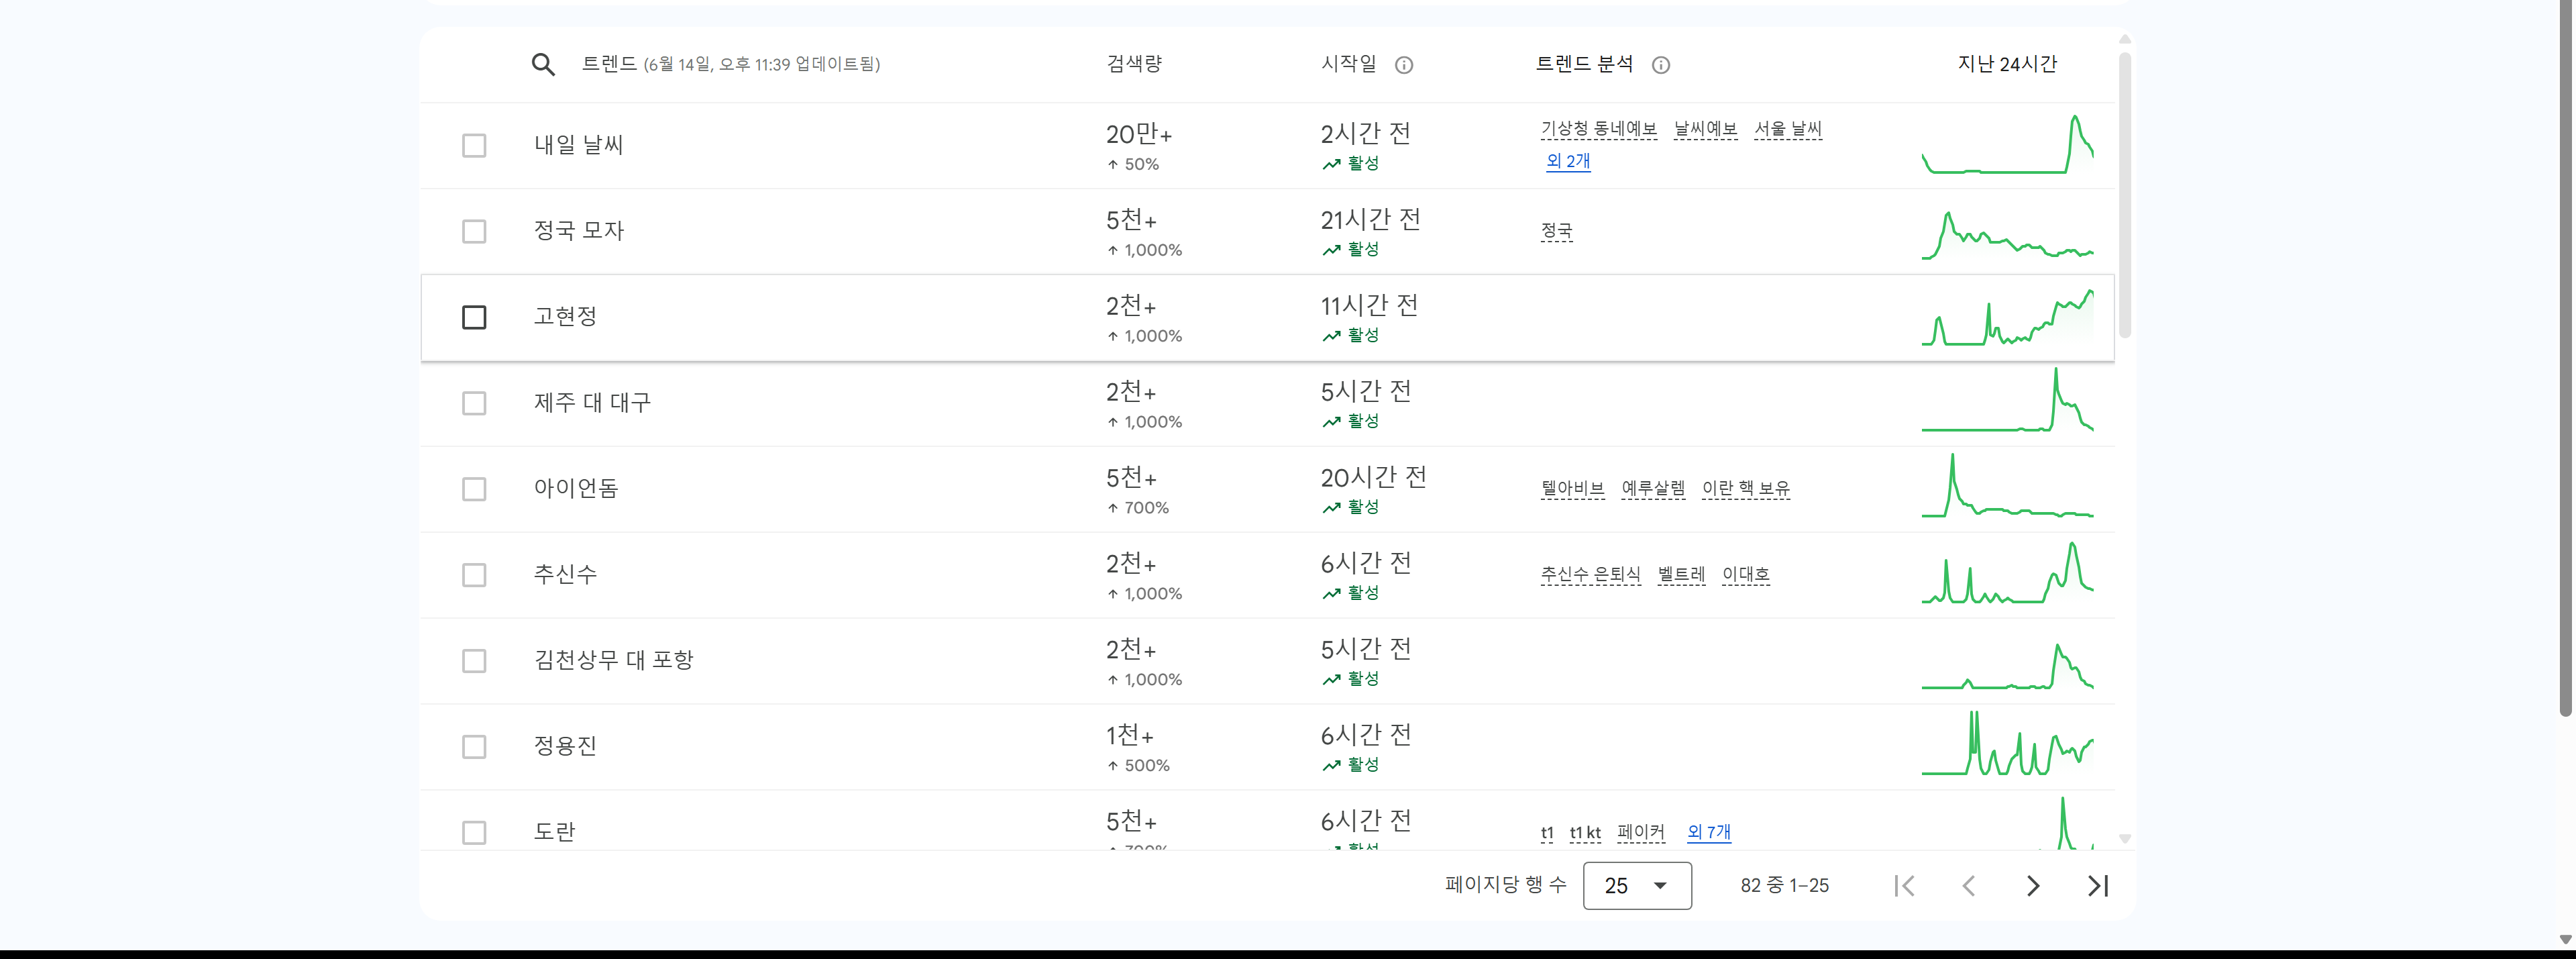 트렌드 (6월 14일, 오후 11:39 업데이트됨) 검색량 시작일 트렌드 분석 지난 24시간
내일 날씨 20만+ 2시간 전 기상청 동네예보 날씨예보 서울 날씨
50% 활성 외 2개
정국 모자 5천+ 21시간 전 정국
1,000% 활성
고현정 2천+ 11시간 전
1,000% 활성
제주 대 대구 2천+ 5시간 전
1,000% 활성
아이언돔 5천+ 20시간 전 텔아비브 예루살렘 이란 핵 보유
700% 활성
추신수 2천+ 6시간 전 추신수 은퇴식 벨트레 이대호
1,000% 활성
김천상무 대 포항 2천+ 5시간 전
1,000% 활성
정용진 1천+ 6시간 전
500% 활성
도란 5천+ 6시간 전 t1 t1 kt 페이커 외 7개
700% 활성
페이지당 행 수 25 82 중 1–25